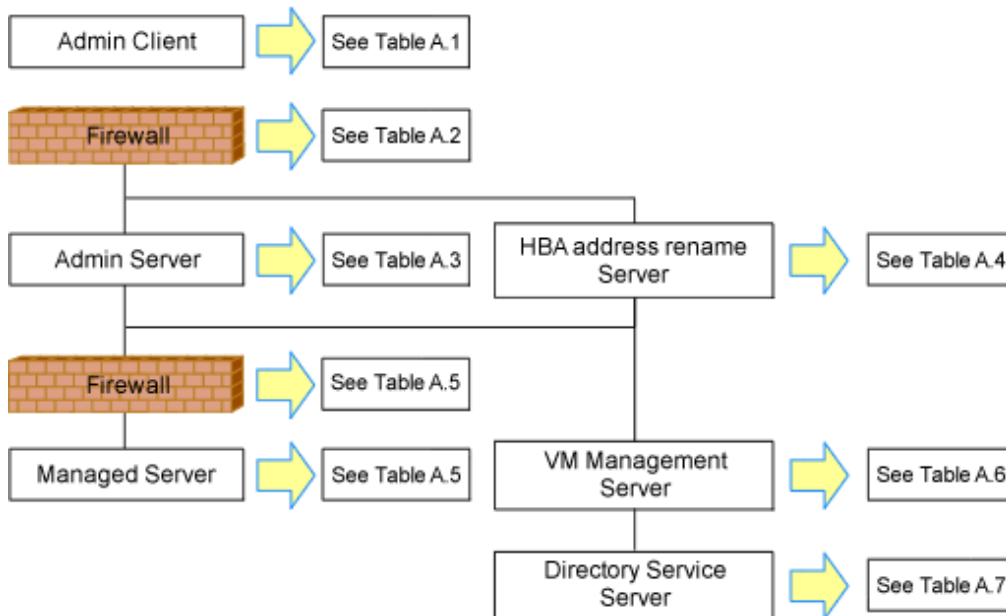 Admin Client
See Table A.1
Firewall
See Table A.2
Admin Server
See Table A.3
HBA address rename
Server
See Table A.4
Firewall
See Table A.5
Managed Server
See Table A.5
VM Management
Server
See Table A.6
Directory Service
Server
See Table A.7